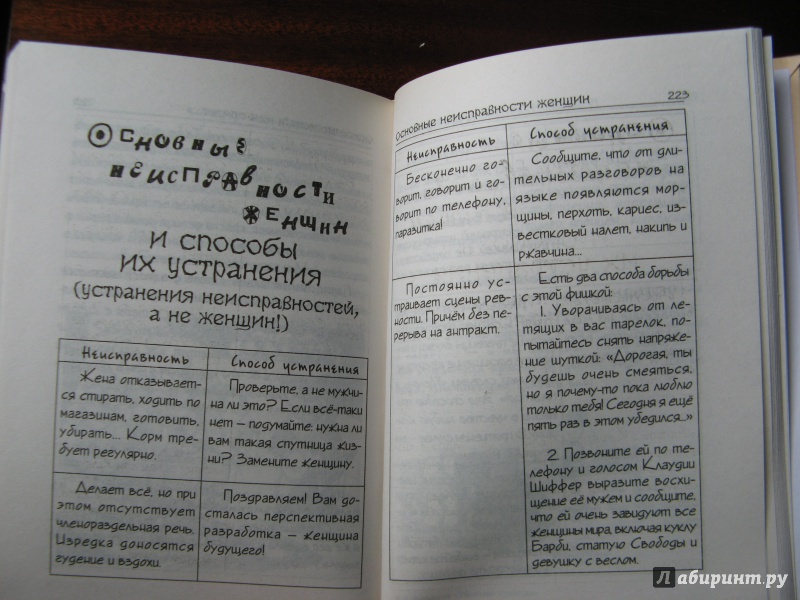 Основные
неисправности
женщин
и способы
их устранения
(устранения неисправностей,
а не женщин!)
Неисправность
Способ устранения
Жена отказывает-
ся стирать, ходить по
магазинам, готовить,
убирать... Корм тре-
бует регулярно.
Проверьте, а не мужчи-
на ли это? Если всё-таки
нет – подумайте: нужна ли
вам такая спутница жиз-
ни? Замените женщину.
Делает всё, но при
этом отсутствует
членораздельная речь.
Изредка доносятся
гудение и вздохи.
Поздравляем! Вам до-
сталась перспективная
разработка – женщина
будущего!
Основные неисправности женщин
223
Неисправность
Способ устранения
Бесконечно го-
ворит, говорит и го-
ворит по телефону,
паразитка!
Сообщите, что от дли-
тельных разговоров на
языке появляются мор-
щины, перхоть, кариес, из-
вестковый налет, накипь и
ржавчина...
Постоянно ус-
траивает сцены рев-
ности. Причём без пе-
рерыва на антракт.
Есть два способа борьбы
с этой фишкой:
1. Уворачиваясь от ле-
тящих в вас тарелок, по-
пытайтесь снять напряже-
ние шуткой: «Дорогая, ты
будешь очень смеяться,
но я почему-то пока люблю
только тебя! Сегодня я ещё
пять раз в этом убедился...»
2. Позвоните ей по те-
лефону и голосом Клаудии
Шиффер выразите восхи-
щение её мужем и сообщите,
что ей очень завидуют все
женщины мира, включая куклу
Барби, статую Свободы и
девушку с веслом.
Лабиринт.ру